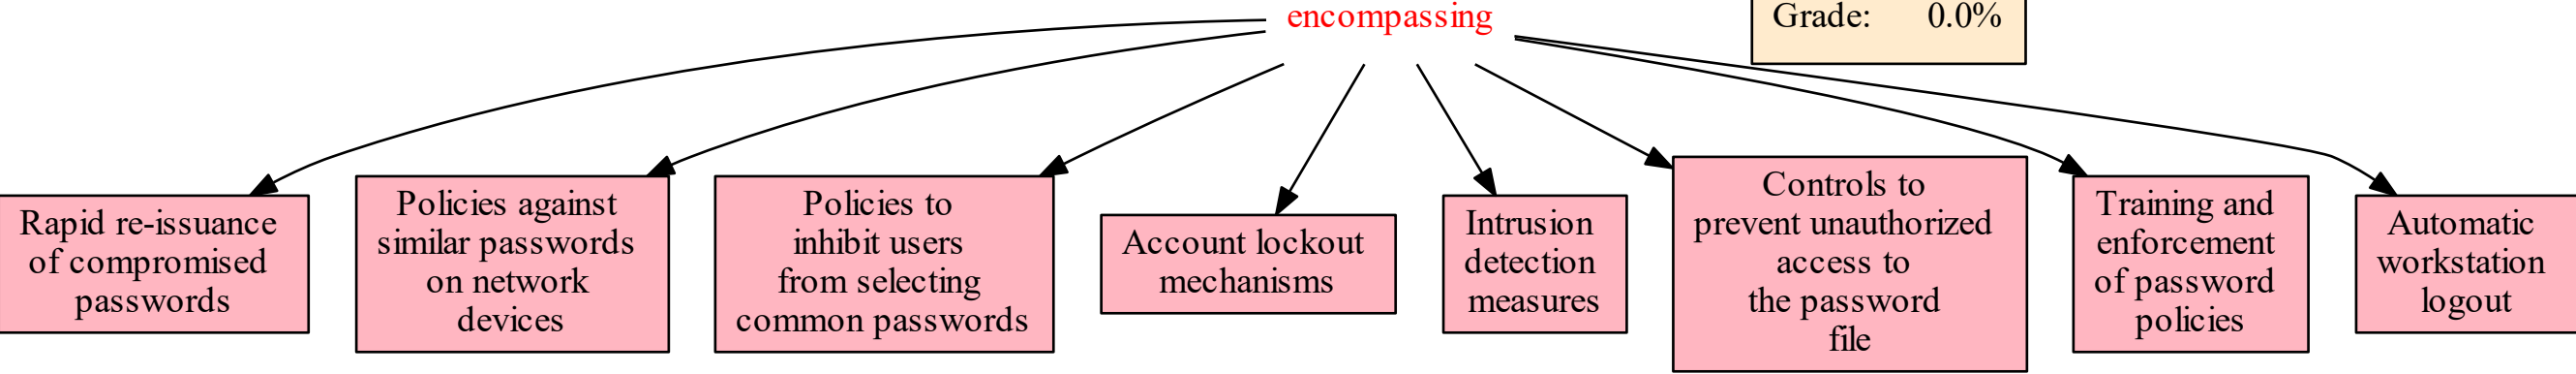 encompassing
Grade: 0.0%
Rapid re-issuance
of compromised
passwords
Policies against
similar passwords
on network
devices
Policies to
inhibit users
from selecting
common passwords
Account lockout
mechanisms
Intrusion
detection
measures
Controls to
prevent unauthorized
access to
the password
file
Training and
enforcement
of password
policies
Automatic
workstation
logout